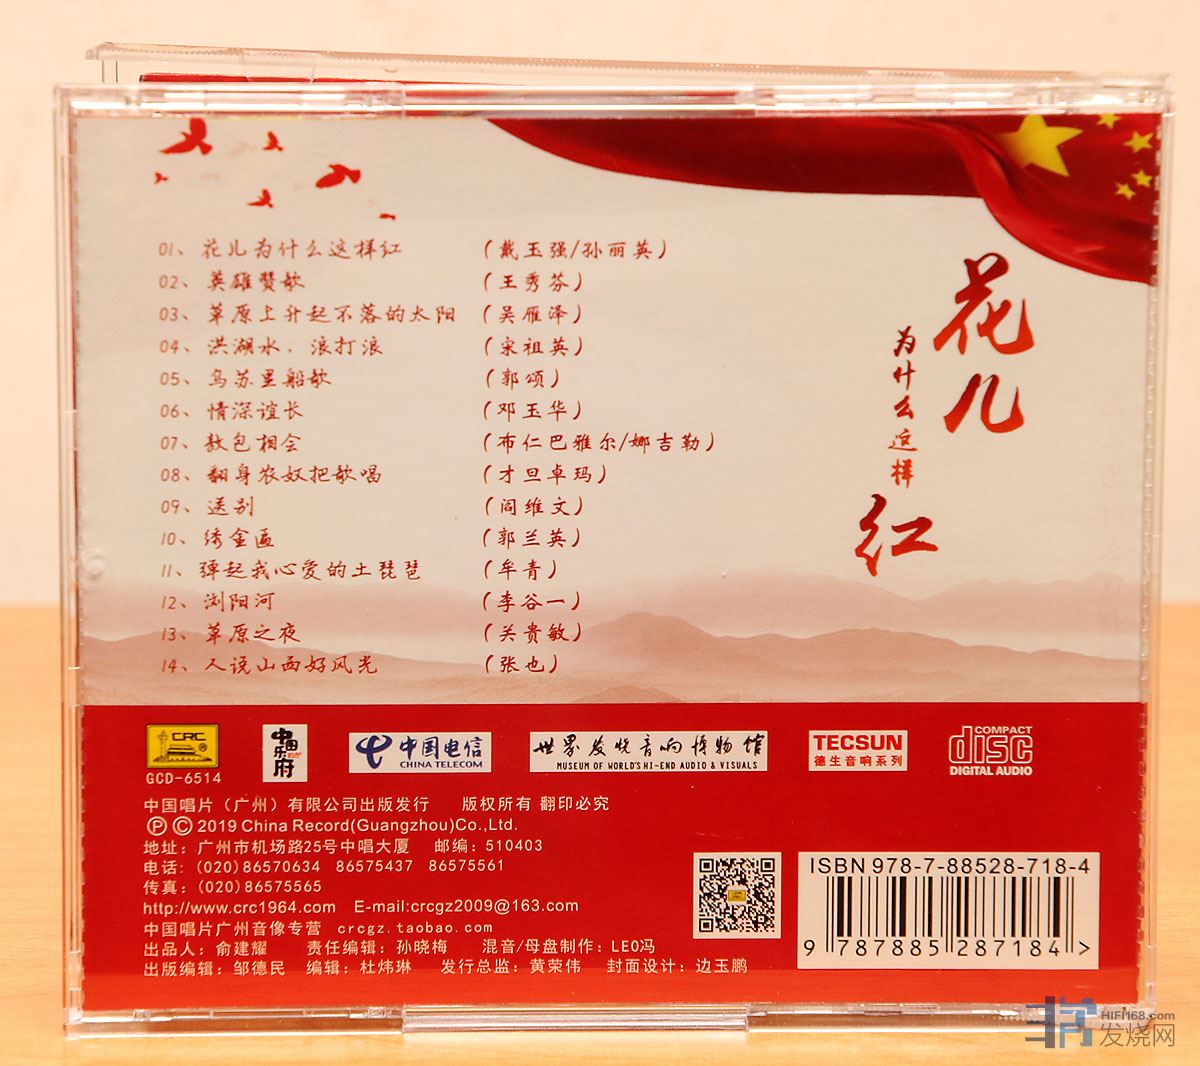 01、花儿为什么这样红 (戴玉强/孙丽英)
02、英雄赞歌 (王秀芬)
03、草原上升起不落的太阳 (吴雁泽)
04、洪湖水．浪打浪 (宋祖英)
05、乌苏里船歌 (郭颂)
06、情深谊长 (邓玉华)
07、敖包相会 (布仁巴雅尔/娜吉勒)
08、翻身农奴把歌唱 (才旦卓玛)
09、送别 (阎维文)
10、绣金匾 (郭兰英)
11、弹起我心爱的土琵琶 (牟青)
12、浏阳河 (李谷一)
13、草原之夜 (关贵敏)
14、人说山西好风光 (张也)
花儿
为什么这样
红
CRC ®
GCD-6514
中国
乐府
中国电信
CHINA TELECOM
世界发烧音响博物馆
MUSEUM OF WORLD'S HI-END AUDIO & VISUALS
TECSUN
德生音响系列
COMPACT
disc
DIGITAL AUDIO
中国唱片（广州）有限公司出版发行 版权所有 翻印必究
Ⓟ © 2019 China Record(Guangzhou)Co.,Ltd.
地址：广州市机场路25号中唱大厦 邮编：510403
电话：(020)86570634 86575437 86575561
传真：(020)86575565
http://www.crc1964.com E-mail:crcgz2009@163.com
中国唱片广州音像专营 crcgz.taobao.com
出品人：俞建耀 责任编辑：孙晓梅 混音/母盘制作：LEO冯
出版编辑：邹德民 编辑：杜炜琳 发行总监：黄荣伟 封面设计：边玉鹏
ISBN 978-7-88528-718-4
9 787885 287184 >
HIFI168.com
发烧网